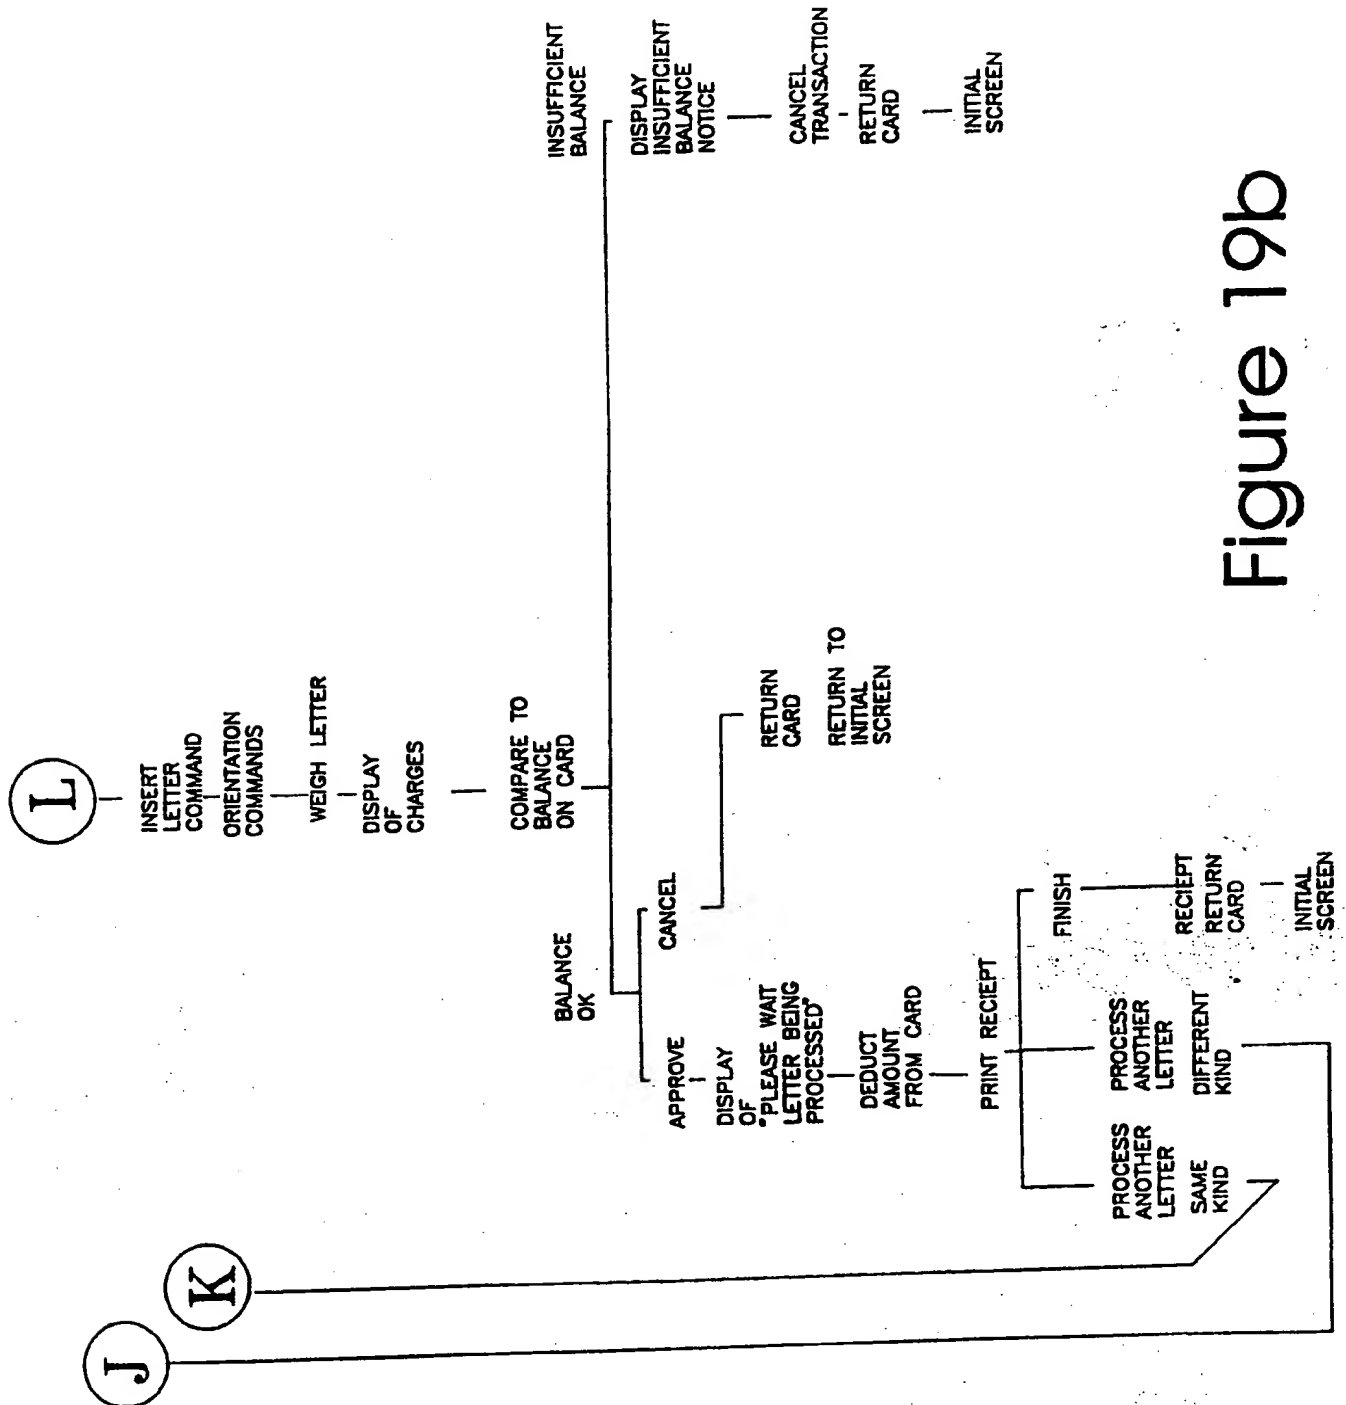 J
K
L
INSERT
LETTER
COMMAND
ORIENTATION
COMMANDS
WEIGH LETTER
DISPLAY
OF
CHARGES
COMPARE TO
BALANCE
ON CARD
BALANCE
OK
APPROVE
DISPLAY
OF
"PLEASE WAIT
LETTER BEING
PROCESSED"
DEDUCT
AMOUNT
FROM CARD
PRINT RECIEPT
PROCESS
ANOTHER
LETTER
SAME
KIND
PROCESS
ANOTHER
LETTER
DIFFERENT
KIND
FINISH
RECIEPT
RETURN
CARD
INITIAL
SCREEN
CANCEL
RETURN
CARD
RETURN TO
INITIAL
SCREEN
INSUFFICIENT
BALANCE
DISPLAY
INSUFFICIENT
BALANCE
NOTICE
CANCEL
TRANSACTION
RETURN
CARD
INITIAL
SCREEN
Figure 19b